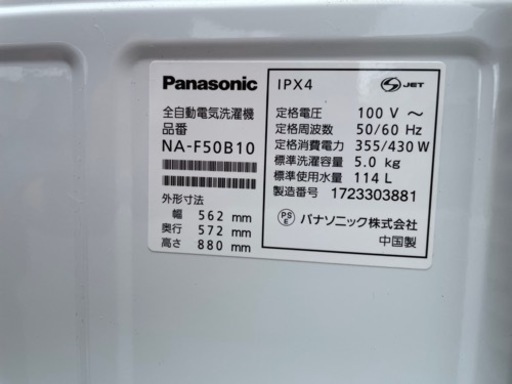 Panasonic
全自動電気洗濯機
品番
NA-F50B10
外形寸法
幅 562 mm
奥行 572 mm
高さ 880 mm
IPX4
S JET
定格電圧 100 V ～
定格周波数 50/60 Hz
定格消費電力 355/430 W
標準洗濯容量 5.0 kg
標準使用水量 114 L
製造番号 1723303881
PS E パナソニック株式会社
中国製